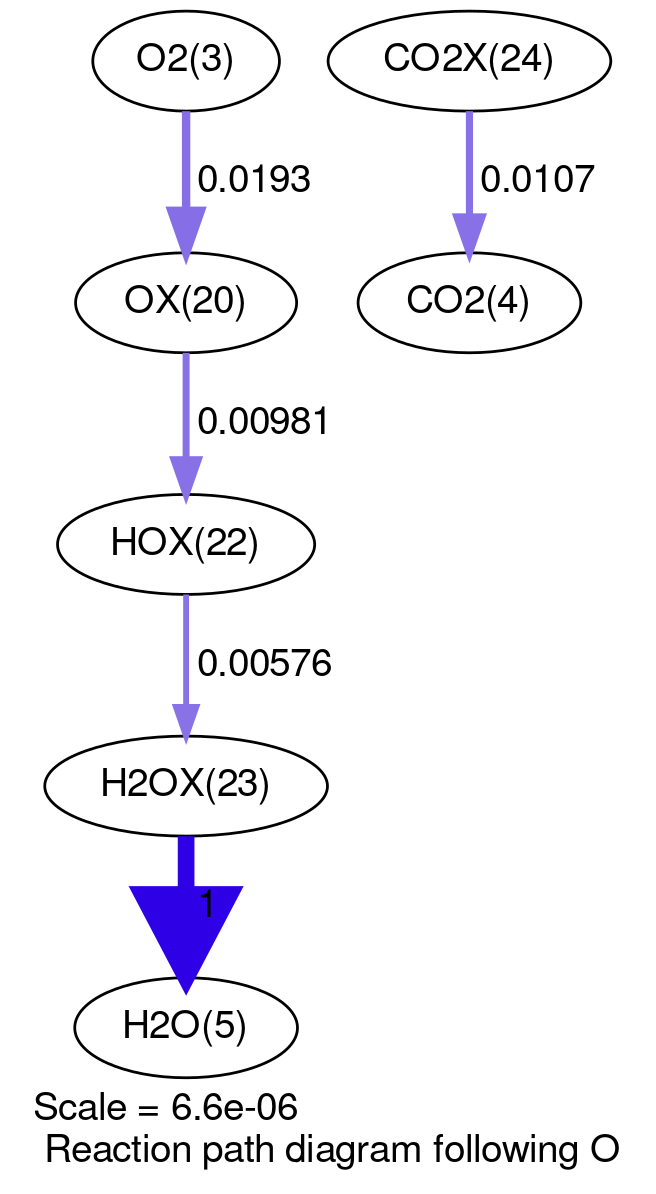 O2(3)
CO2X(24)
0.0193
0.0107
OX(20)
CO2(4)
0.00981
HOX(22)
0.00576
H2OX(23)
1
H2O(5)
Scale = 6.6e-06
Reaction path diagram following O